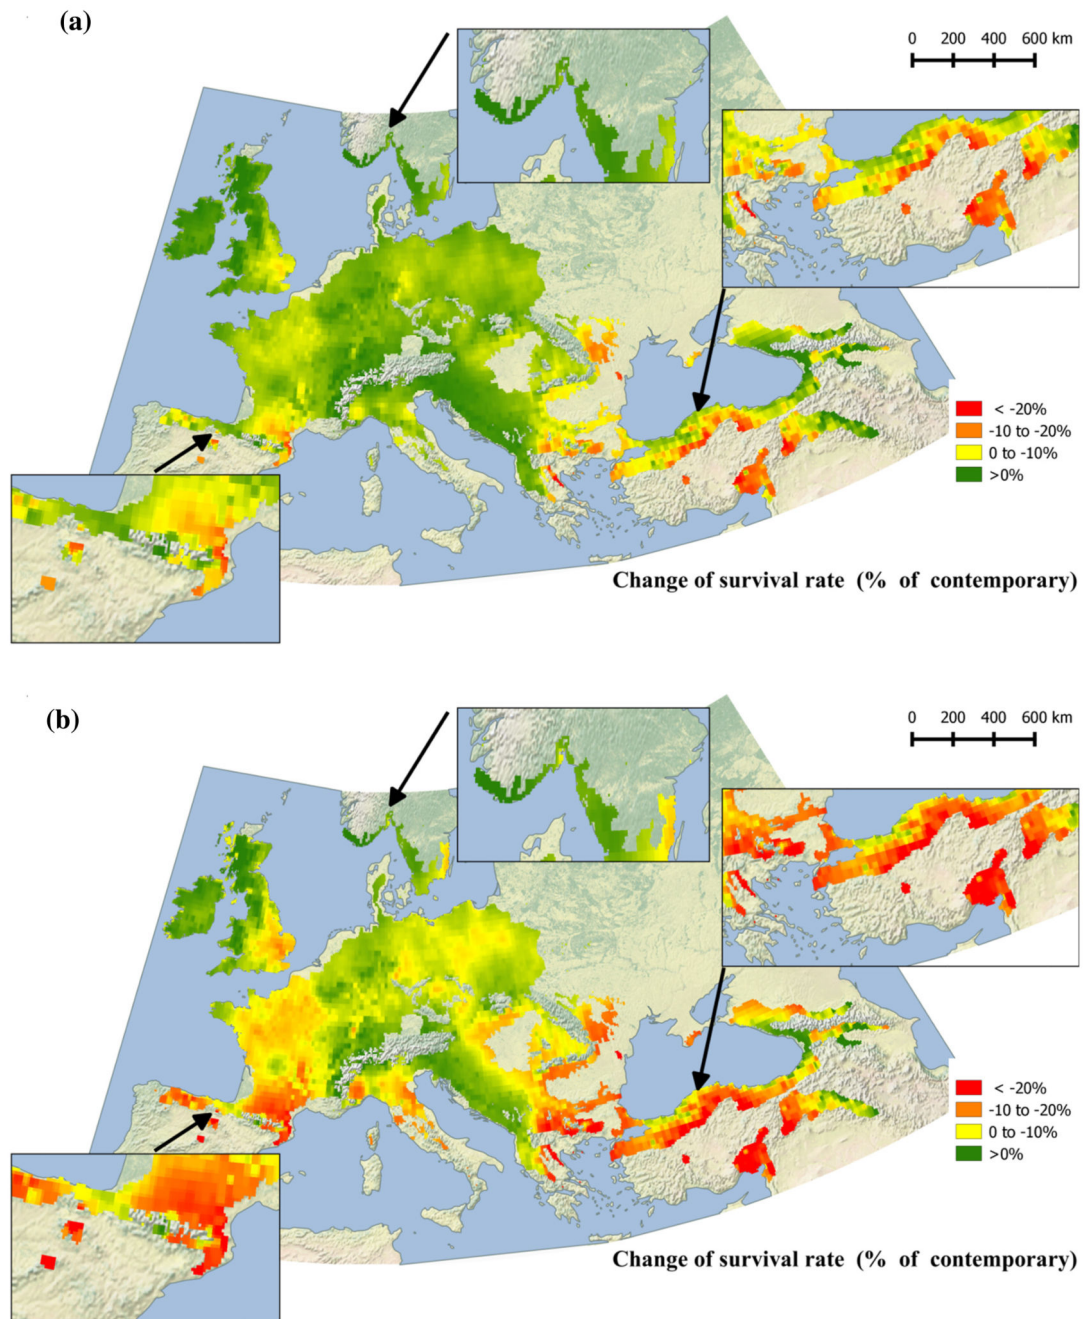 (a)
0 200 400 600 km
< -20%
-10 to -20%
0 to -10%
>0%
Change of survival rate (% of contemporary)
(b)
0 200 400 600 km
< -20%
-10 to -20%
0 to -10%
>0%
Change of survival rate (% of contemporary)